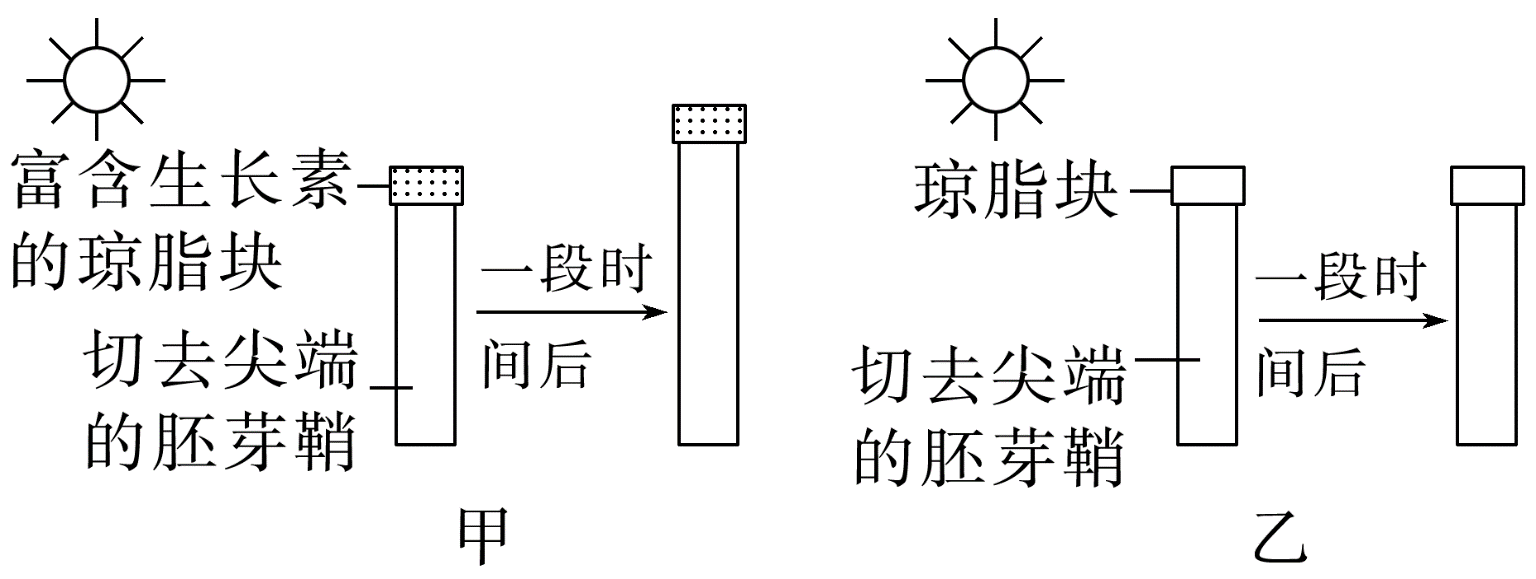 富含生长素
的琼脂块
切去尖端
的胚芽鞘
一段时
间后
甲
琼脂块
切去尖端
的胚芽鞘
一段时
间后
乙